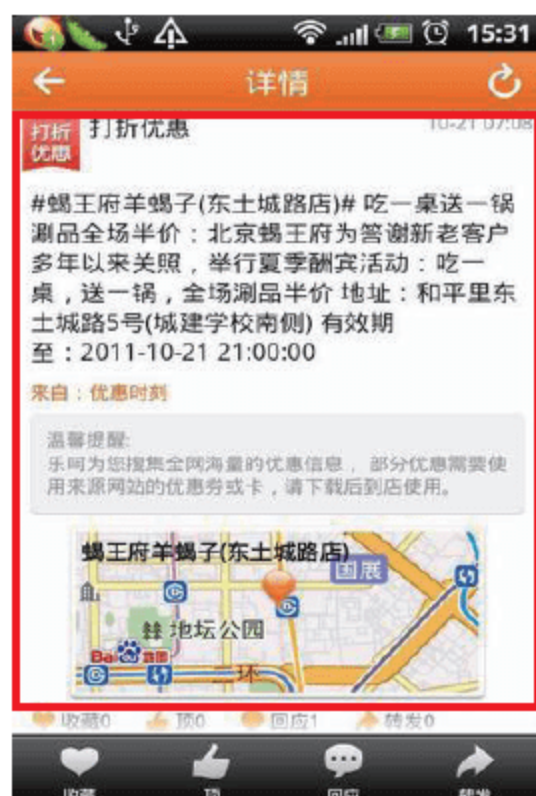 15:31
详情
打折
优惠
打折优惠
10-21 07:08
#蝎王府羊蝎子(东土城路店)# 吃一桌送一锅
涮品全场半价：北京蝎王府为答谢新老客户
多年以来关照，举行夏季酬宾活动：吃一
桌，送一锅，全场涮品半价 地址：和平里东
土城路5号(城建学校南侧) 有效期
至：2011-10-21 21:00:00
来自：优惠时刻
温馨提醒:
乐呵为您搜集全网海量的优惠信息， 部分优惠需要使
用来源网站的优惠券或卡，请下载后到店使用。
蝎王府羊蝎子(东土城路店)
国展
地坛公园
Bai 地图
二环
收藏0 顶0 回应1 转发0
收藏 顶 回应 转发